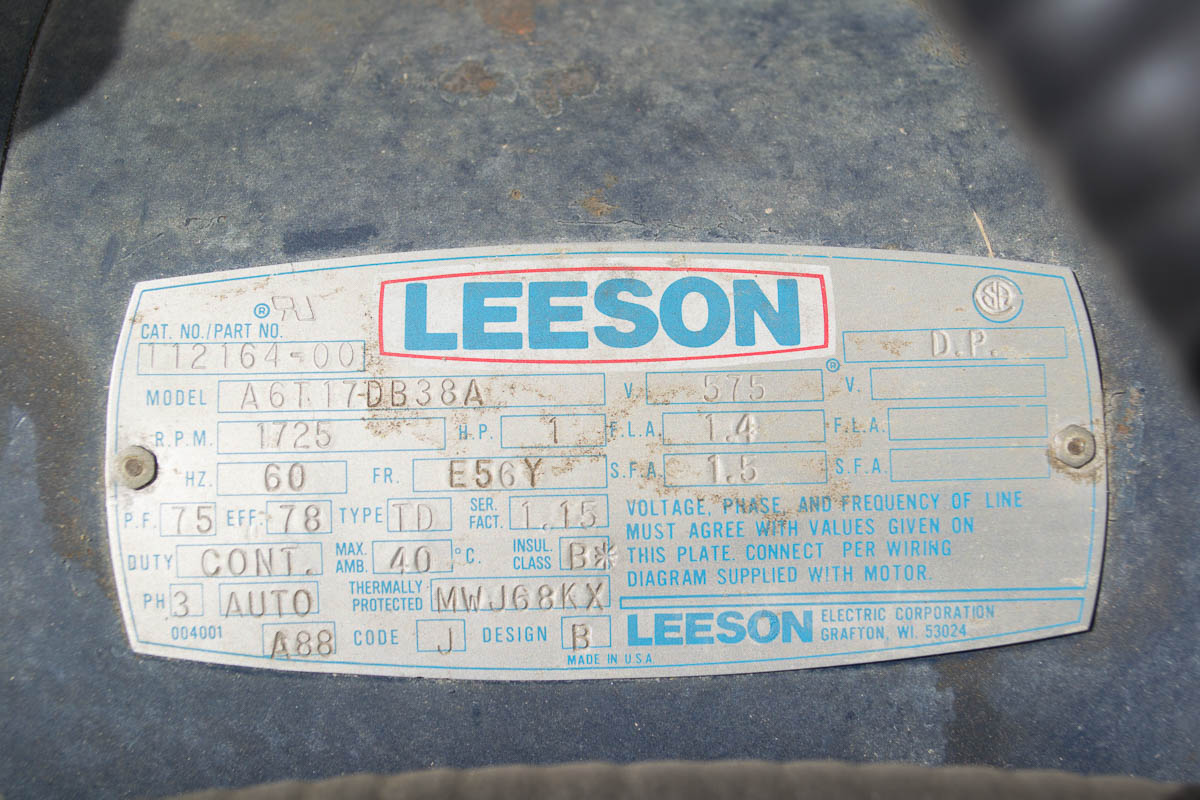 LEESON ®
® RU
SA
CAT. NO./PART NO.
112164-00
D.P.
MODEL A6T17DB38A V. 575 V.
R.P.M. 1725 H.P. 1 F.L.A. 1.4 F.L.A.
HZ. 60 FR. E56Y S.F.A. 1.5 S.F.A.
P.F. 75 EFF. 78 TYPE TD SER. FACT. 1.15
DUTY CONT. MAX. AMB. 40 °C. INSUL. CLASS B*
PH 3 AUTO THERMALLY PROTECTED MWJ68KX
004001 A88 CODE J DESIGN B
MADE IN U.S.A.
VOLTAGE, PHASE, AND FREQUENCY OF LINE
MUST AGREE WITH VALUES GIVEN ON
THIS PLATE. CONNECT PER WIRING
DIAGRAM SUPPLIED WITH MOTOR.
LEESON ELECTRIC CORPORATION
GRAFTON, WI. 53024